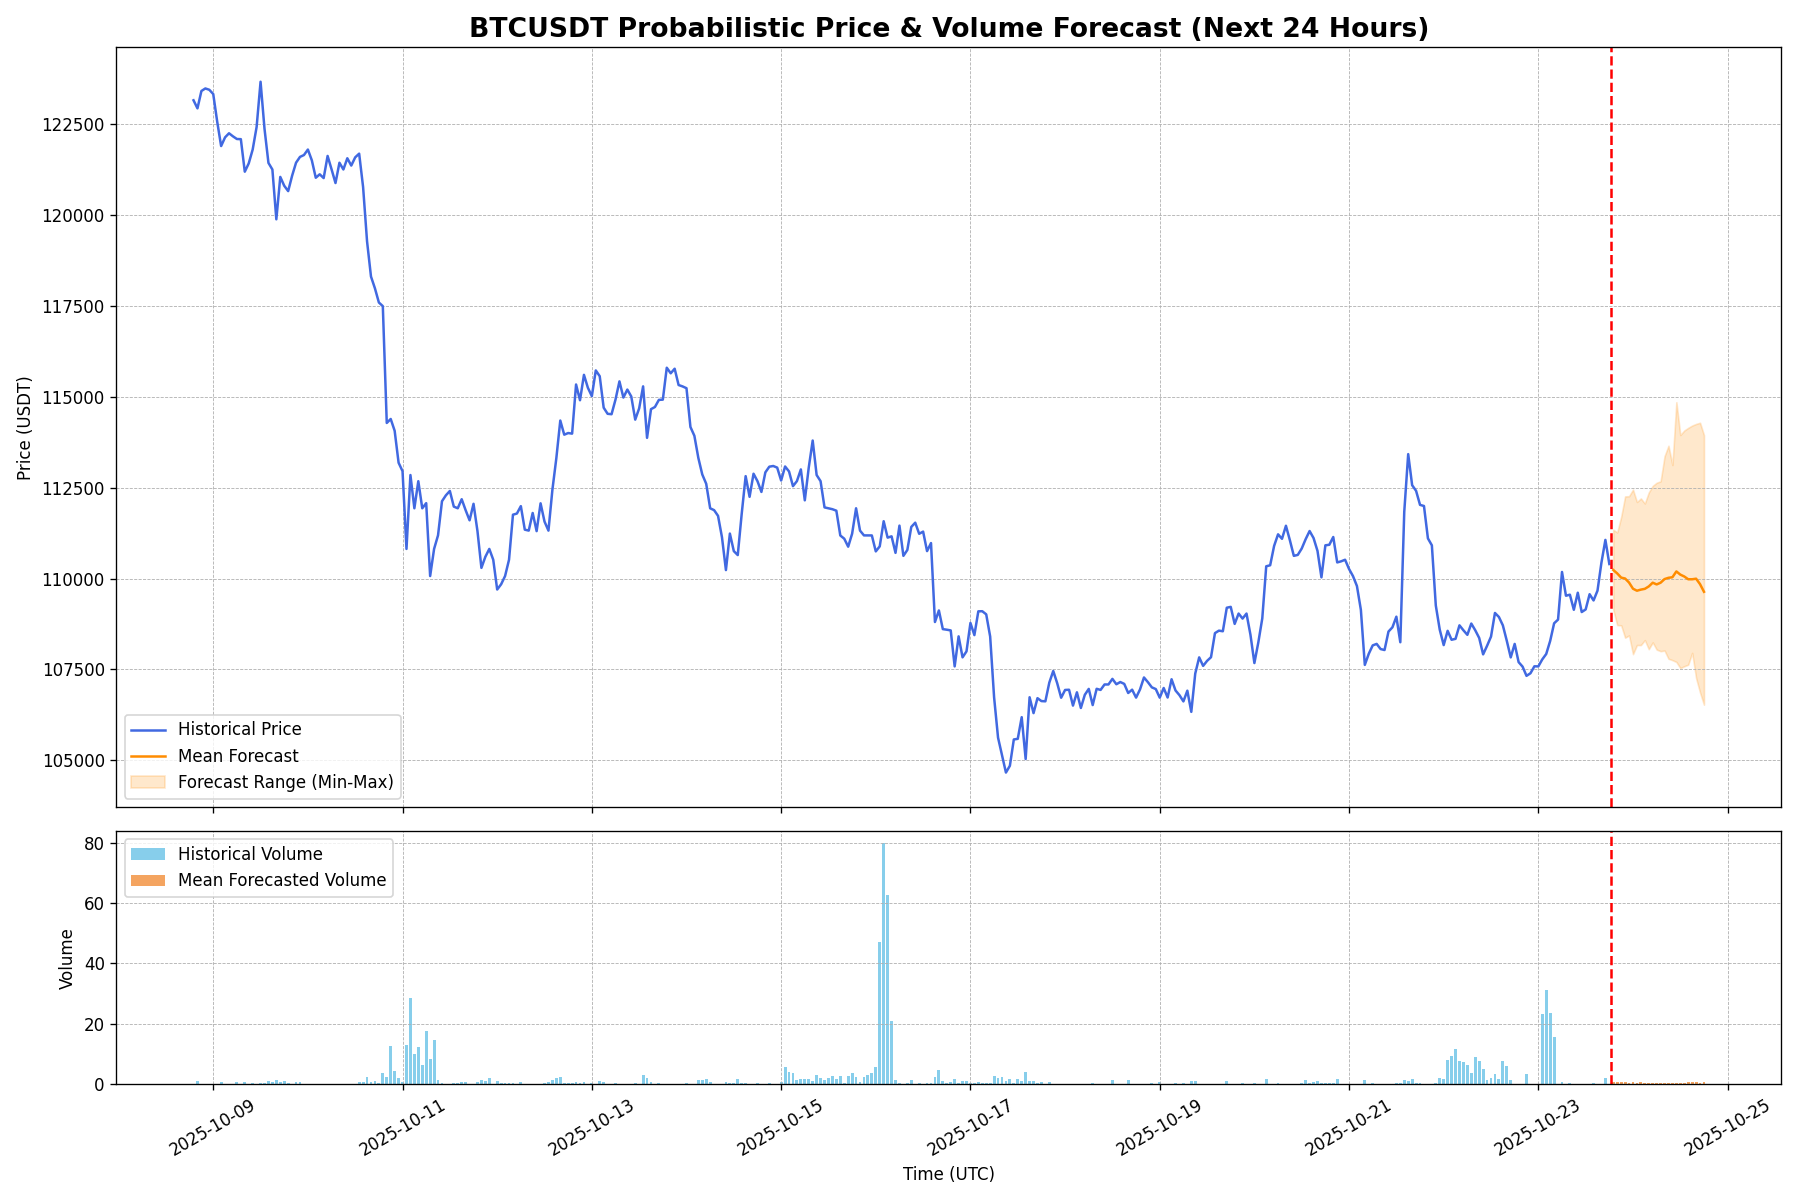 BTCUSDT Probabilistic Price & Volume Forecast (Next 24 Hours)
Price (USDT)
122500
120000
117500
115000
112500
110000
107500
105000
Historical Price
Mean Forecast
Forecast Range (Min-Max)
Volume
80
60
40
20
0
Historical Volume
Mean Forecasted Volume
2025-10-09
2025-10-11
2025-10-13
2025-10-15
2025-10-17
2025-10-19
2025-10-21
2025-10-23
2025-10-25
Time (UTC)